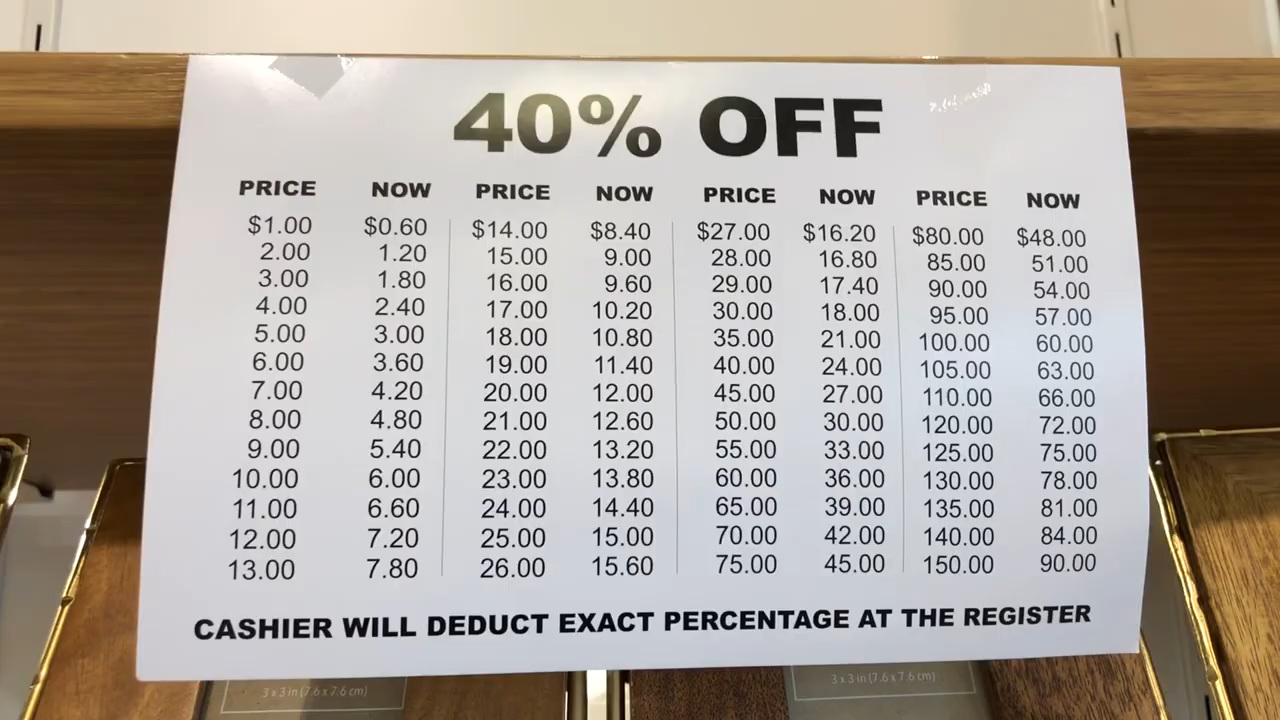 40% OFF
PRICE NOW PRICE NOW PRICE NOW PRICE NOW
$1.00 $0.60 $14.00 $8.40 $27.00 $16.20 $80.00 $48.00
2.00 1.20 15.00 9.00 28.00 16.80 85.00 51.00
3.00 1.80 16.00 9.60 29.00 17.40 90.00 54.00
4.00 2.40 17.00 10.20 30.00 18.00 95.00 57.00
5.00 3.00 18.00 10.80 35.00 21.00 100.00 60.00
6.00 3.60 19.00 11.40 40.00 24.00 105.00 63.00
7.00 4.20 20.00 12.00 45.00 27.00 110.00 66.00
8.00 4.80 21.00 12.60 50.00 30.00 120.00 72.00
9.00 5.40 22.00 13.20 55.00 33.00 125.00 75.00
10.00 6.00 23.00 13.80 60.00 36.00 130.00 78.00
11.00 6.60 24.00 14.40 65.00 39.00 135.00 81.00
12.00 7.20 25.00 15.00 70.00 42.00 140.00 84.00
13.00 7.80 26.00 15.60 75.00 45.00 150.00 90.00
CASHIER WILL DEDUCT EXACT PERCENTAGE AT THE REGISTER
3 x 3 in (7.6 x 7.6 cm)
3 x 3 in (7.6 x 7.6 cm)